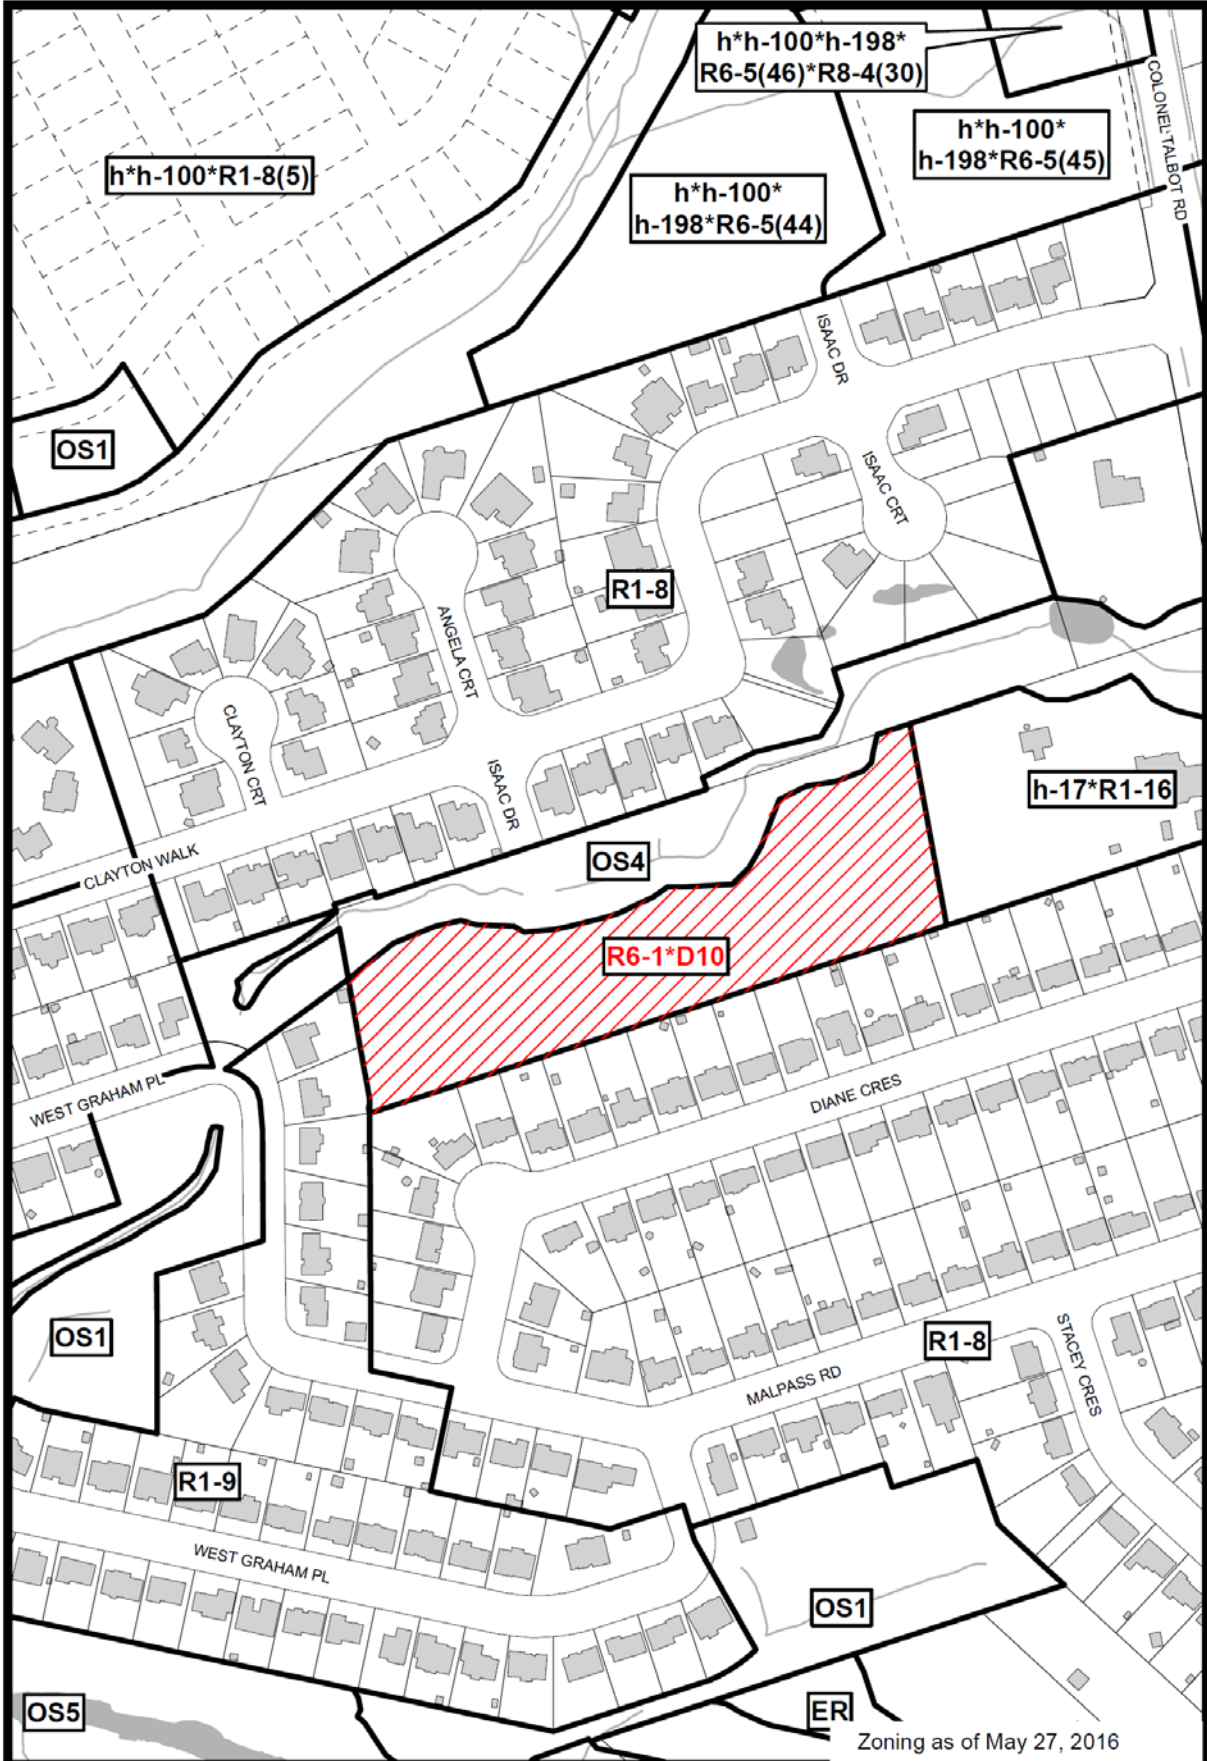 h*h-100*h-198*
R6-5(46)*R8-4(30)
COLONEL TALBOT RD
h*h-100*
h-198*R6-5(45)
h*h-100*R1-8(5)
h*h-100*
h-198*R6-5(44)
ISAAC DR
OS1
ISAAC CRT
R1-8
ANGELA CRT
CLAYTON CRT
ISAAC DR
h-17*R1-16
CLAYTON WALK
OS4
R6-1*D10
WEST GRAHAM PL
DIANE CRES
OS1
R1-8
STACEY CRES
MALPASS RD
R1-9
WEST GRAHAM PL
OS1
OS5
ER
Zoning as of May 27, 2016